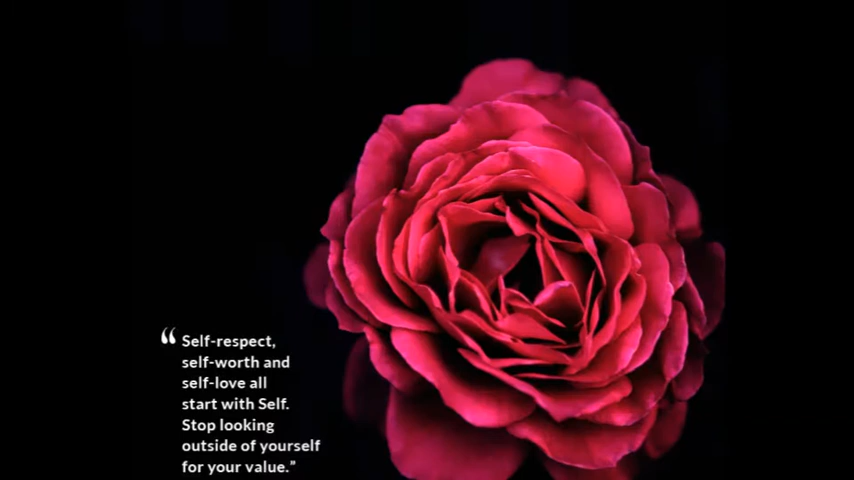 “ Self-respect,
self-worth and
self-love all
start with Self.
Stop looking
outside of yourself
for your value.”